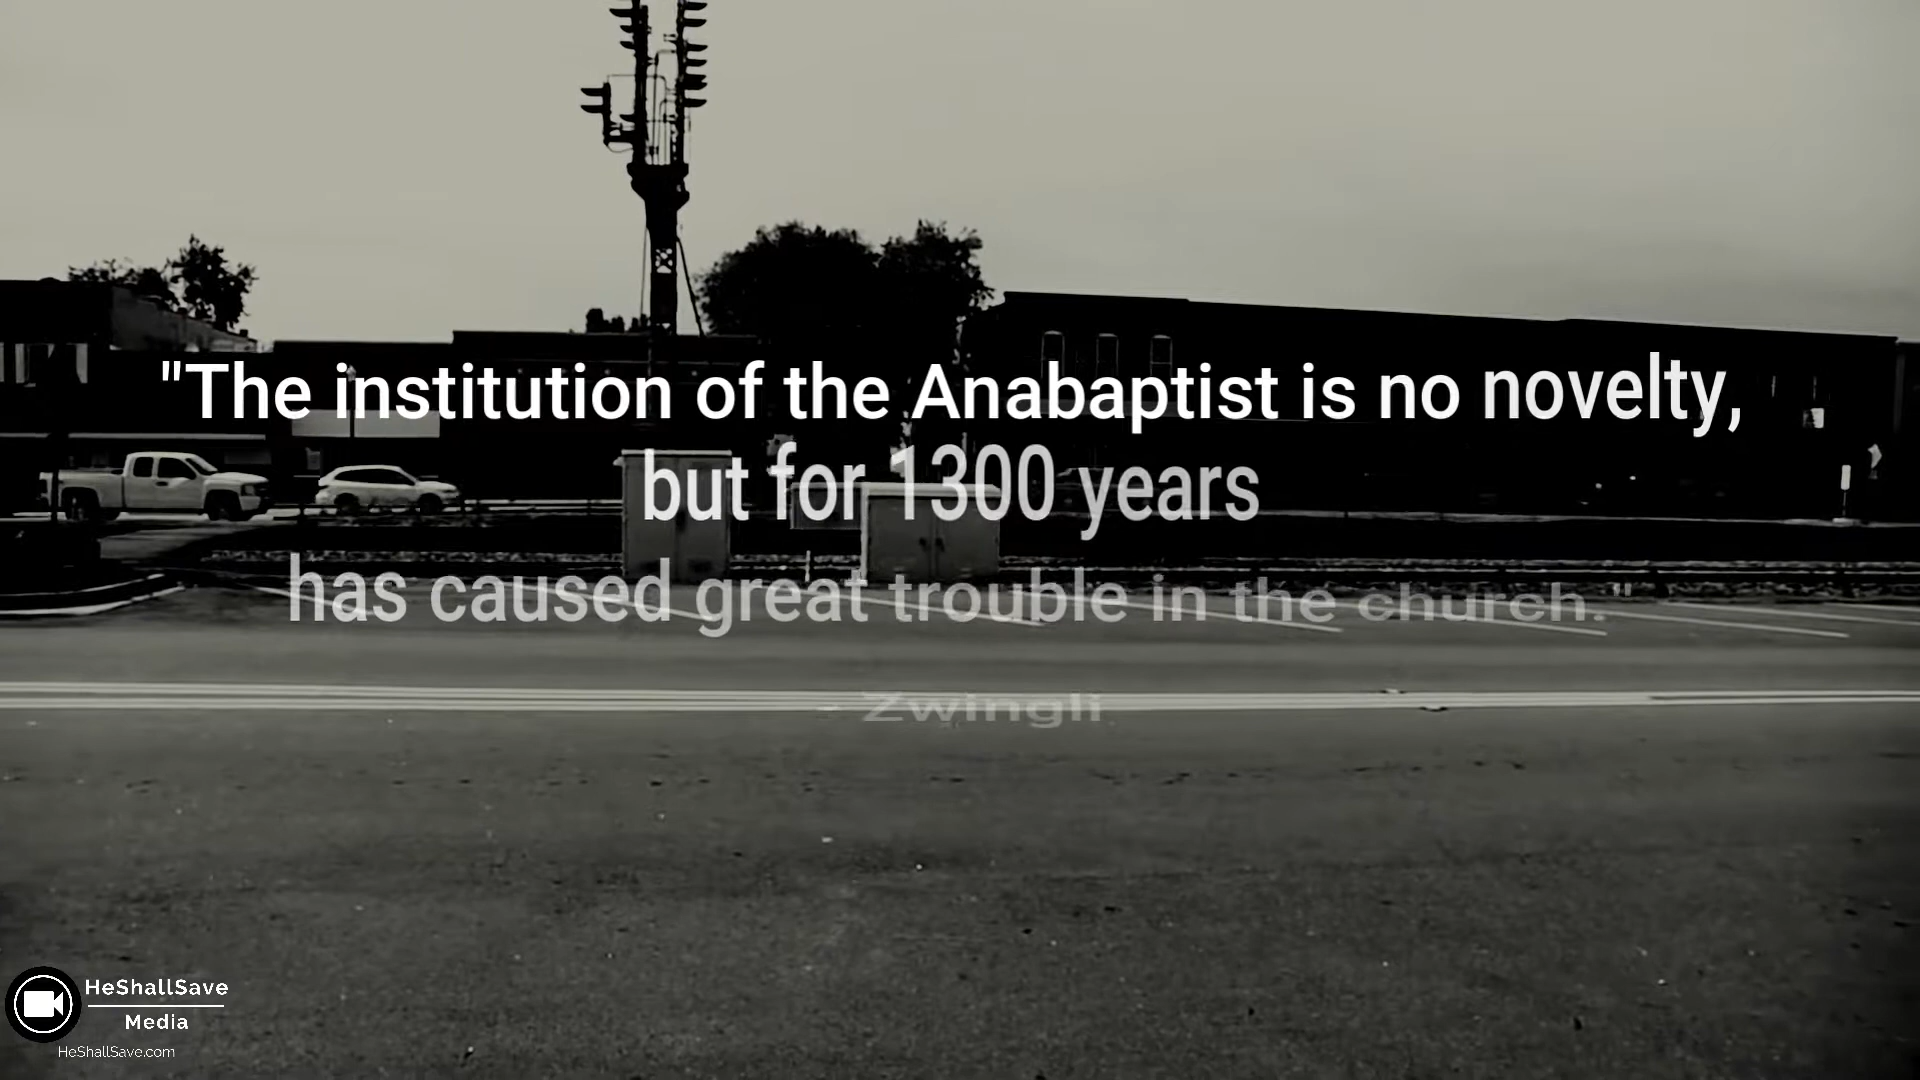 "The institution of the Anabaptist is no novelty,
but for 1300 years
has caused great trouble in the church."
Zwingli
HeShallSave
Media
HeShallSave.com